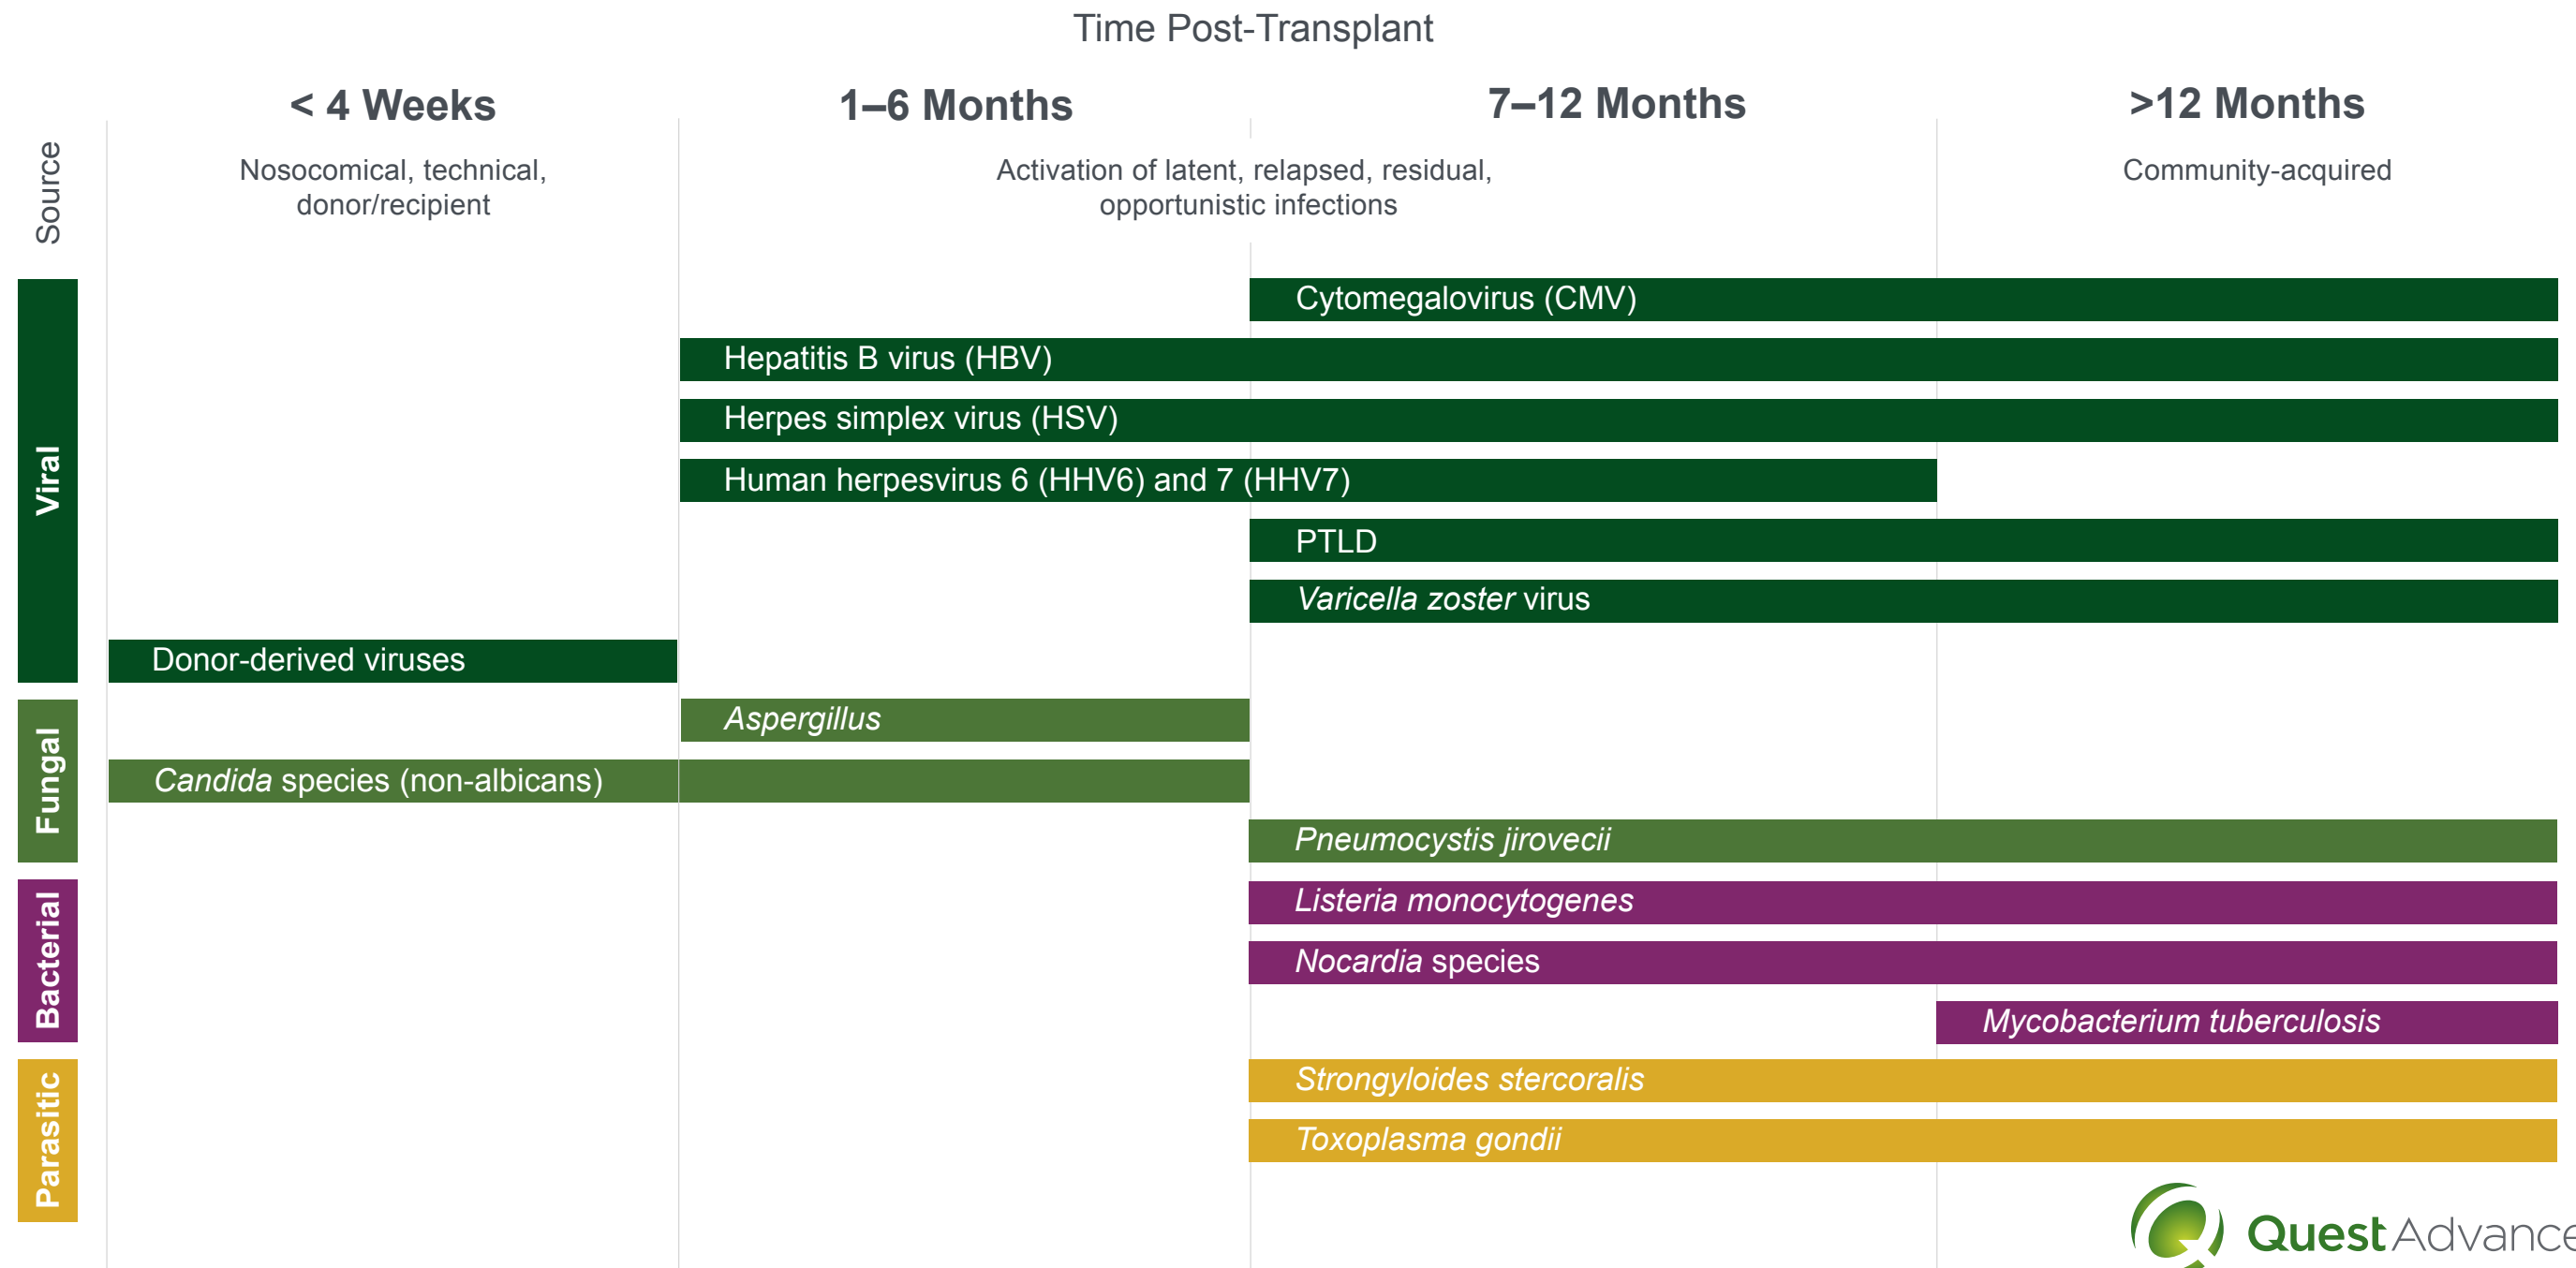 Time Post-Transplant
< 4 Weeks
1–6 Months
7–12 Months
>12 Months
Source
Nosocomial, technical,
donor/recipient
Activation of latent, relapsed, residual,
opportunistic infections
Community-acquired
Viral
Cytomegalovirus (CMV)
Hepatitis B virus (HBV)
Herpes simplex virus (HSV)
Human herpesvirus 6 (HHV6) and 7 (HHV7)
PTLD
Varicella zoster virus
Donor-derived viruses
Fungal
Aspergillus
Candida species (non-albicans)
Pneumocystis jirovecii
Bacterial
Listeria monocytogenes
Nocardia species
Mycobacterium tuberculosis
Parasitic
Strongyloides stercoralis
Toxoplasma gondii
Quest Advance